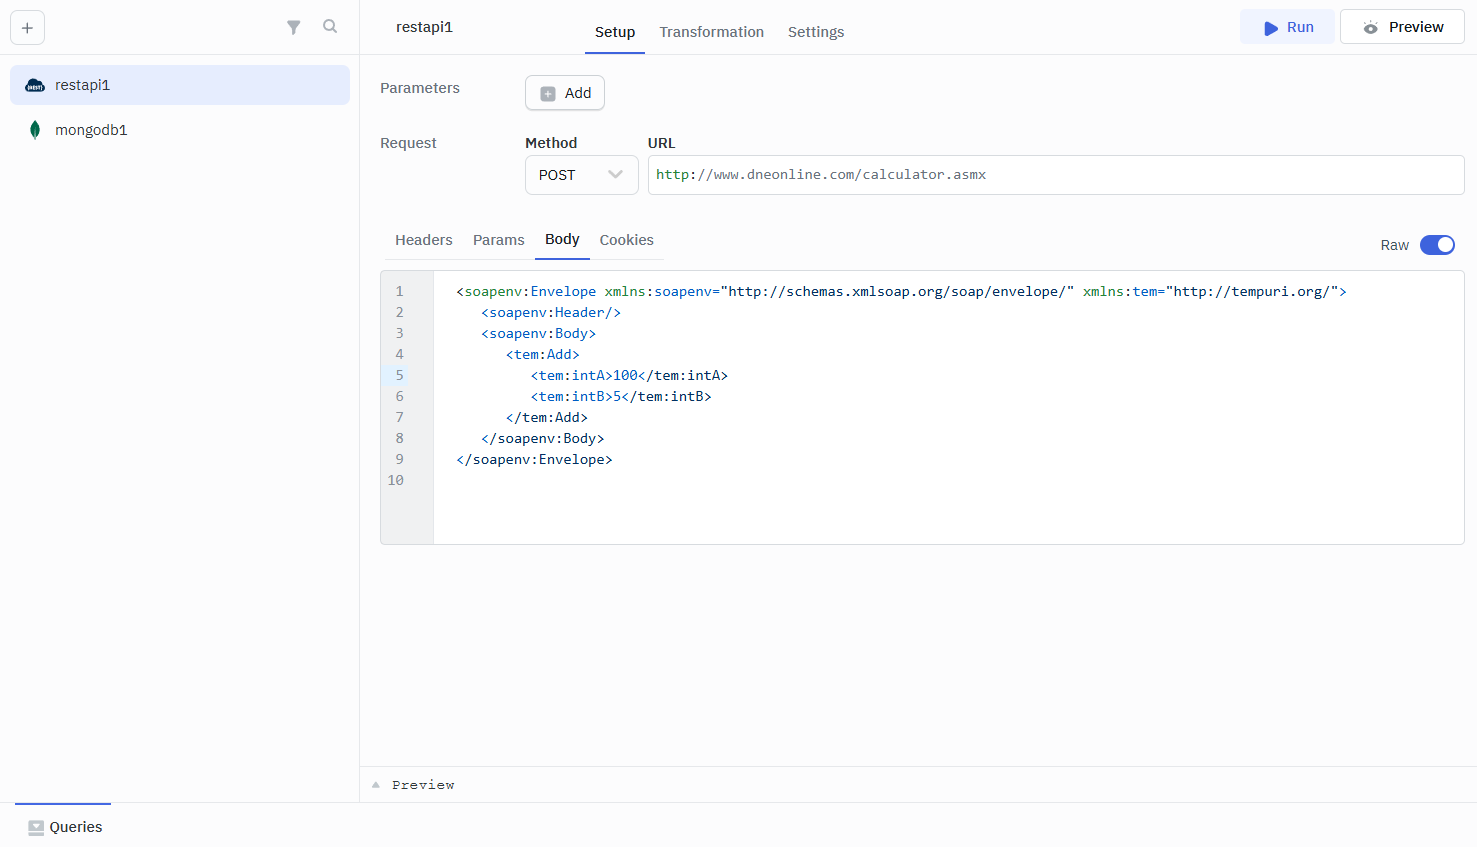 restapi1
Setup
Transformation
Settings
Run
Preview
REST
restapi1
mongodb1
Parameters
Add
Request
Method
URL
POST
http://www.dneonline.com/calculator.asmx
Headers
Params
Body
Cookies
Raw
1 <soapenv:Envelope xmlns:soapenv="http://schemas.xmlsoap.org/soap/envelope/" xmlns:tem="http://tempuri.org/">
2 <soapenv:Header/>
3 <soapenv:Body>
4 <tem:Add>
5 <tem:intA>100</tem:intA>
6 <tem:intB>5</tem:intB>
7 </tem:Add>
8 </soapenv:Body>
9 </soapenv:Envelope>
10
Preview
Queries